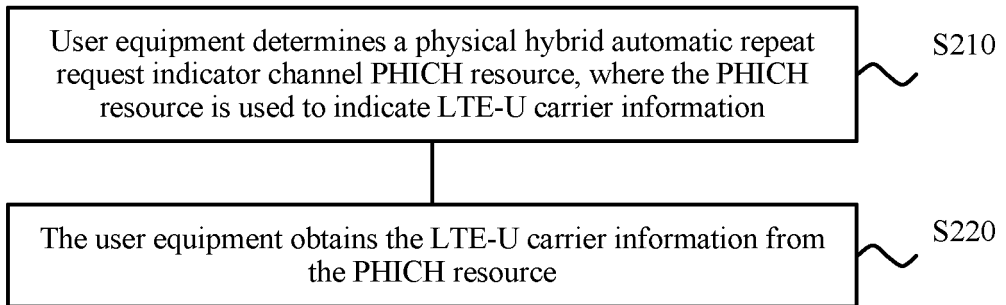 User equipment determines a physical hybrid automatic repeat
request indicator channel PHICH resource, where the PHICH
resource is used to indicate LTE-U carrier information
S210
The user equipment obtains the LTE-U carrier information from
the PHICH resource
S220